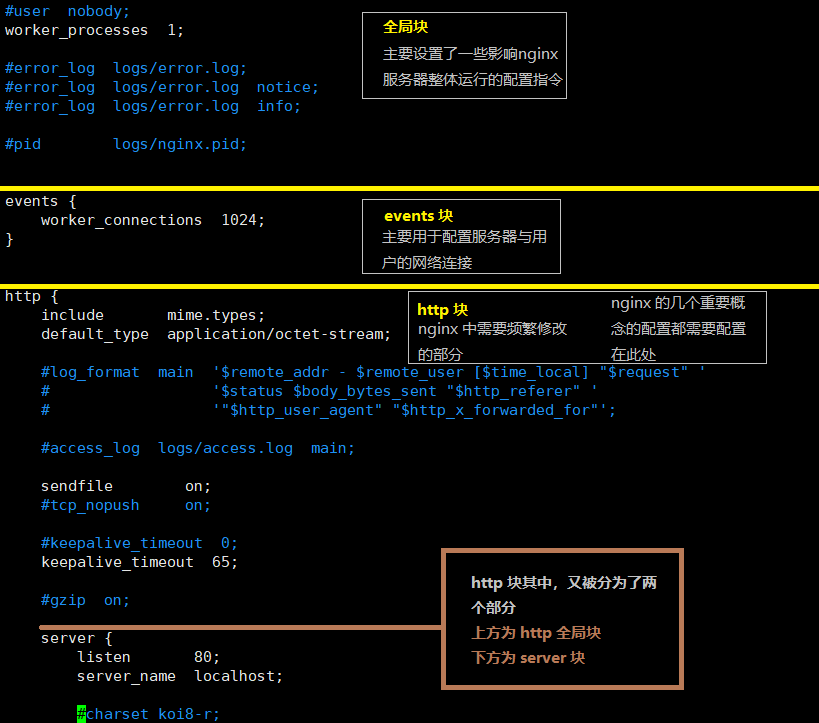 #user  nobody;
worker_processes  1;
#error_log  logs/error.log;
#error_log  logs/error.log  notice;
#error_log  logs/error.log  info;
#pid        logs/nginx.pid;
全局块
主要设置了一些影响nginx
服务器整体运行的配置指令
events {
    worker_connections  1024;
}
events 块
主要用于配置服务器与用
户的网络连接
http {
    include       mime.types;
    default_type  application/octet-stream;
http 块
nginx 中需要频繁修改
的部分
nginx 的几个重要概
念的配置都需要配置
在此处
    #log_format  main  '$remote_addr - $remote_user [$time_local] "$request" '
    #                  '$status $body_bytes_sent "$http_referer" '
    #                  '"$http_user_agent" "$http_x_forwarded_for"';
    #access_log  logs/access.log  main;
    sendfile        on;
    #tcp_nopush     on;
    #keepalive_timeout  0;
    keepalive_timeout  65;
    #gzip  on;
http 块其中，又被分为了两
个部分
上方为 http 全局块
下方为 server 块
    server {
        listen       80;
        server_name  localhost;
        #charset koi8-r;